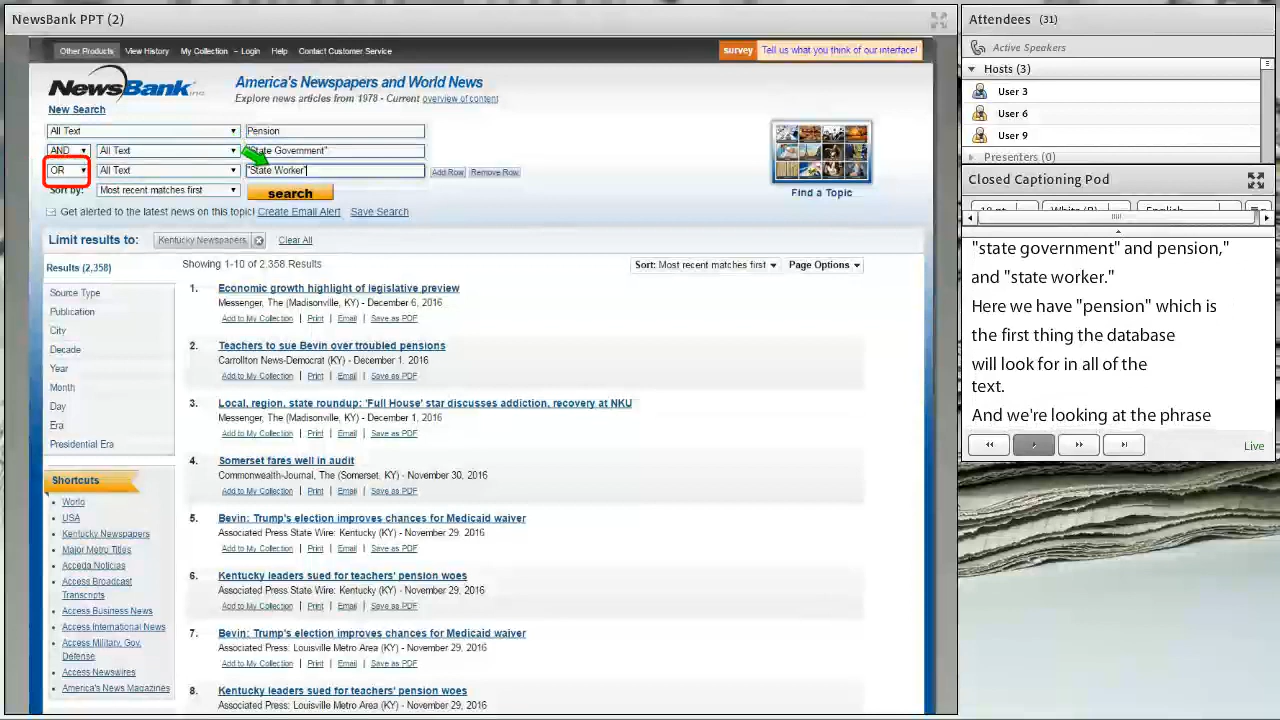 NewsBank PPT (2)
Other Products View History My Collection - Login Help Contact Customer Service
survey Tell us what you think of our interface!
NewsBank inc.
America's Newspapers and World News
Explore news articles from 1978 - Current overview of content
New Search
All Text Pension
AND All Text State Government"
OR All Text "State Worker" Add Row Remove Row
Sort by: Most recent matches first search
Find a Topic
Get alerted to the latest news on this topic! Create Email Alert Save Search
Limit results to: Kentucky Newspapers Clear All
Results (2,358)
Showing 1-10 of 2,358 Results Sort: Most recent matches first Page Options
Source Type
Publication
City
Decade
Year
Month
Day
Era
Presidential Era
Shortcuts
World
USA
Kentucky Newspapers
Major Metro Titles
Acceda Noticias
Access Broadcast
Transcripts
Access Business News
Access International News
Access Military, Gov.
Defense
Access Newswires
America's News Magazines
1. Economic growth highlight of legislative preview
Messenger, The (Madisonville, KY) - December 6, 2016
Add to My Collection | Print | Email | Save as PDF
2. Teachers to sue Bevin over troubled pensions
Carrollton News-Democrat (KY) - December 1, 2016
Add to My Collection | Print | Email | Save as PDF
3. Local, region, state roundup: 'Full House' star discusses addiction, recovery at NKU
Messenger, The (Madisonville, KY) - December 1, 2016
Add to My Collection | Print | Email | Save as PDF
4. Somerset fares well in audit
Commonwealth-Journal, The (Somerset, KY) - November 30, 2016
Add to My Collection | Print | Email | Save as PDF
5. Bevin: Trump's election improves chances for Medicaid waiver
Associated Press State Wire: Kentucky (KY) - November 29, 2016
Add to My Collection | Print | Email | Save as PDF
6. Kentucky leaders sued for teachers' pension woes
Associated Press State Wire: Kentucky (KY) - November 29, 2016
Add to My Collection | Print | Email | Save as PDF
7. Bevin: Trump's election improves chances for Medicaid waiver
Associated Press: Louisville Metro Area (KY) - November 29, 2016
Add to My Collection | Print | Email | Save as PDF
8. Kentucky leaders sued for teachers' pension woes
Associated Press: Louisville Metro Area (KY) - November 29, 2016
Attendees (31)
Active Speakers
Hosts (3)
User 3
User 6
User 9
Presenters (0)
Closed Captioning Pod
English
"state government" and pension,"
and "state worker."
Here we have "pension" which is
the first thing the database
will look for in all of the
text.
And we're looking at the phrase
Live